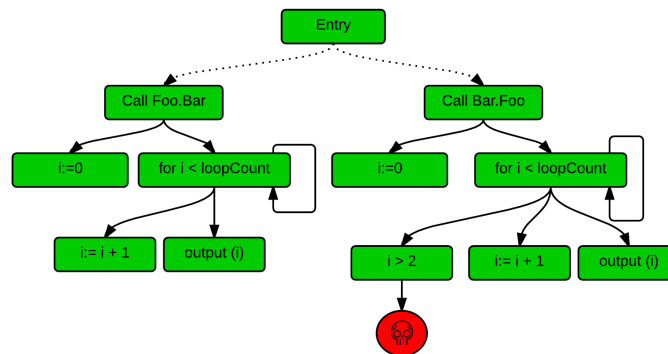 Entry
Call Foo.Bar
Call Bar.Foo
i:=0
for i < loopCount
i:=0
for i < loopCount
i:= i + 1
output (i)
i > 2
i:= i + 1
output (i)